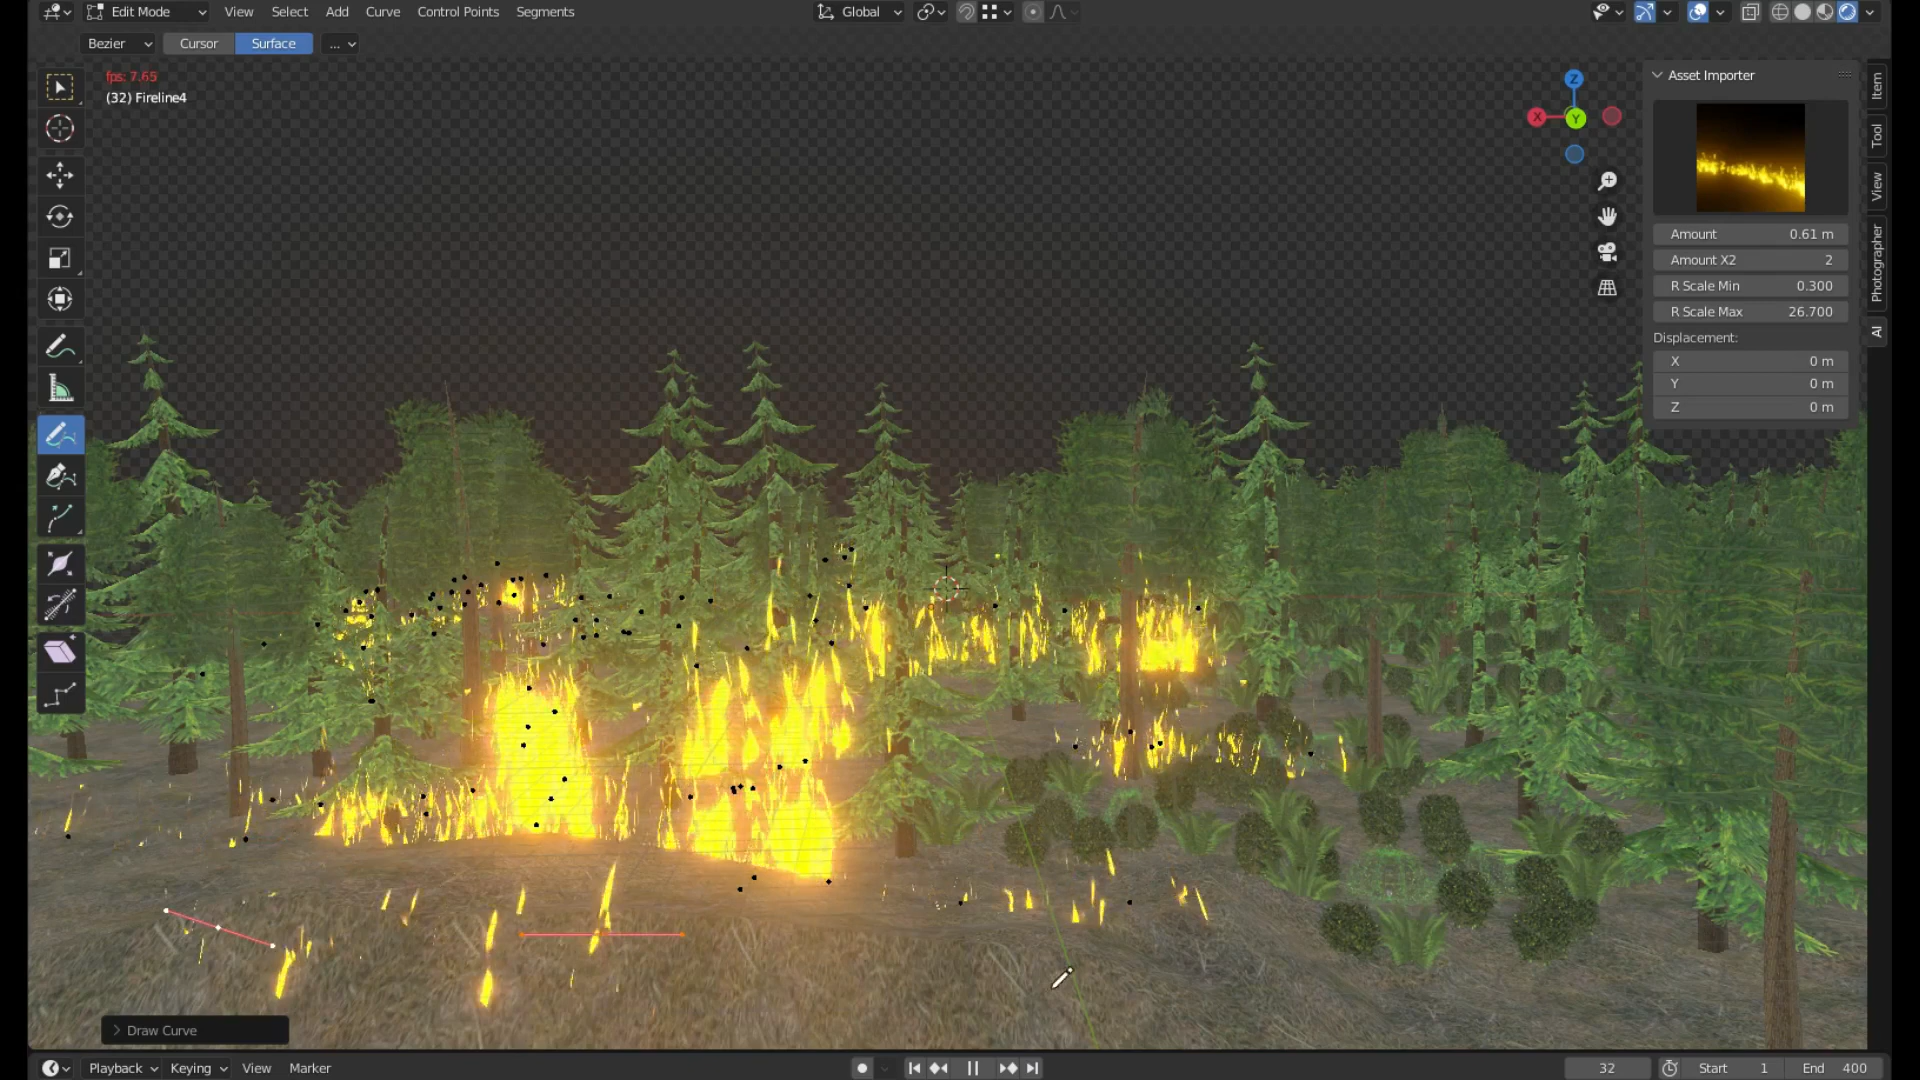 Edit Mode View Select Add Curve Control Points Segments Global
Bezier Cursor Surface ...
fps: 7.65
(32) Fireline4
Z
X
Y
Asset Importer
Amount 0.61 m
Amount X2 2
R Scale Min 0.300
R Scale Max 26.700
Displacement:
X 0 m
Y 0 m
Z 0 m
Item
Tool
View
Photographer
AI
Draw Curve
Playback Keying View Marker 32 Start 1 End 400